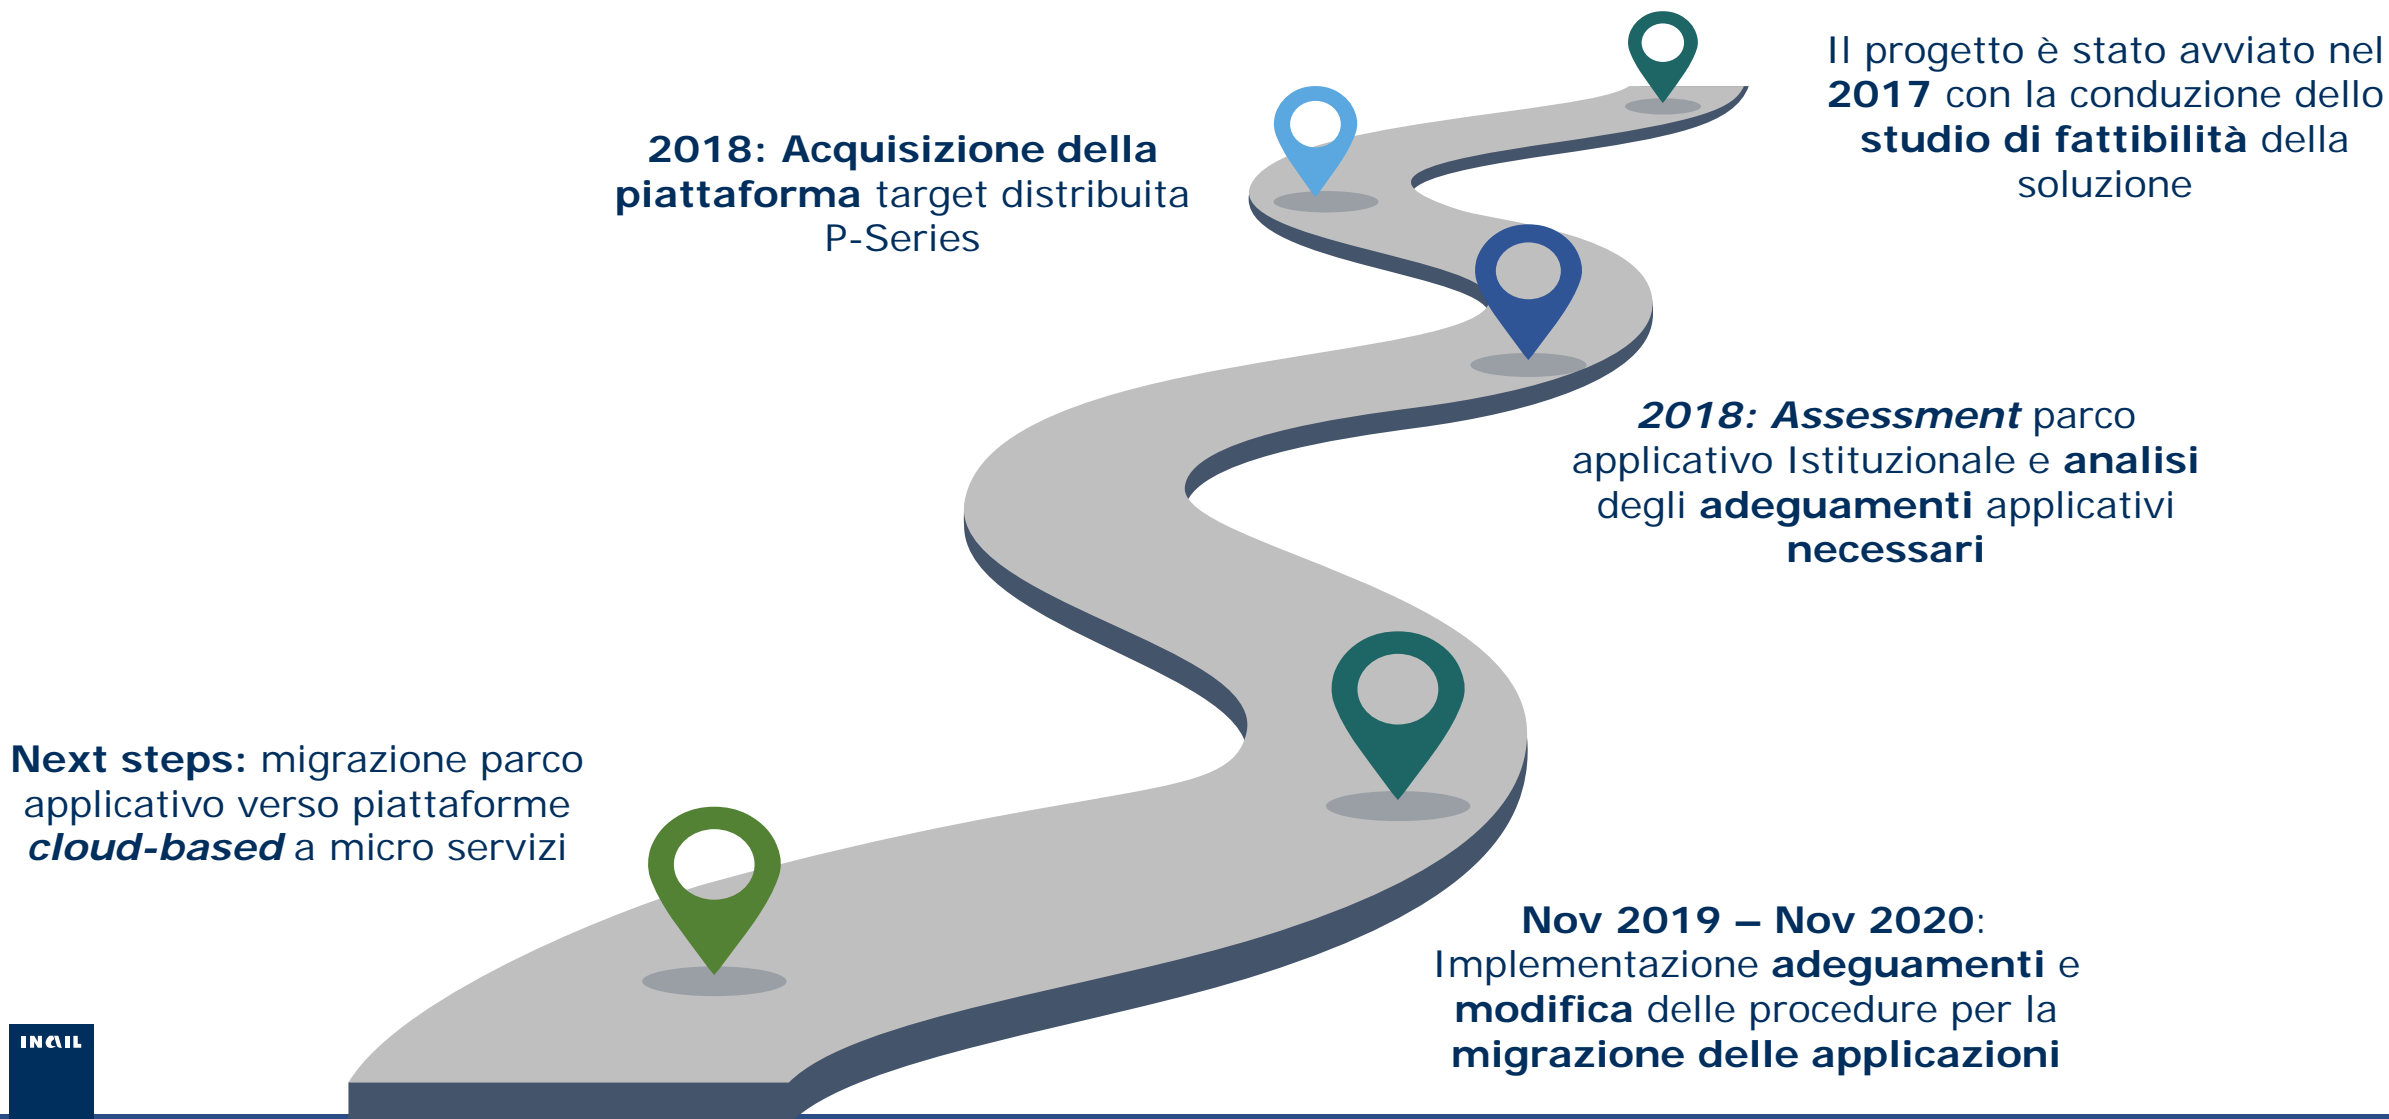 Il progetto è stato avviato nel
2017 con la conduzione dello
studio di fattibilità della
soluzione
2018: Acquisizione della
piattaforma target distribuita
P-Series
2018: Assessment parco
applicativo Istituzionale e analisi
degli adeguamenti applicativi
necessari
Nov 2019 – Nov 2020:
Implementazione adeguamenti e
modifica delle procedure per la
migrazione delle applicazioni
Next steps: migrazione parco
applicativo verso piattaforme
cloud-based a micro servizi
INAIL